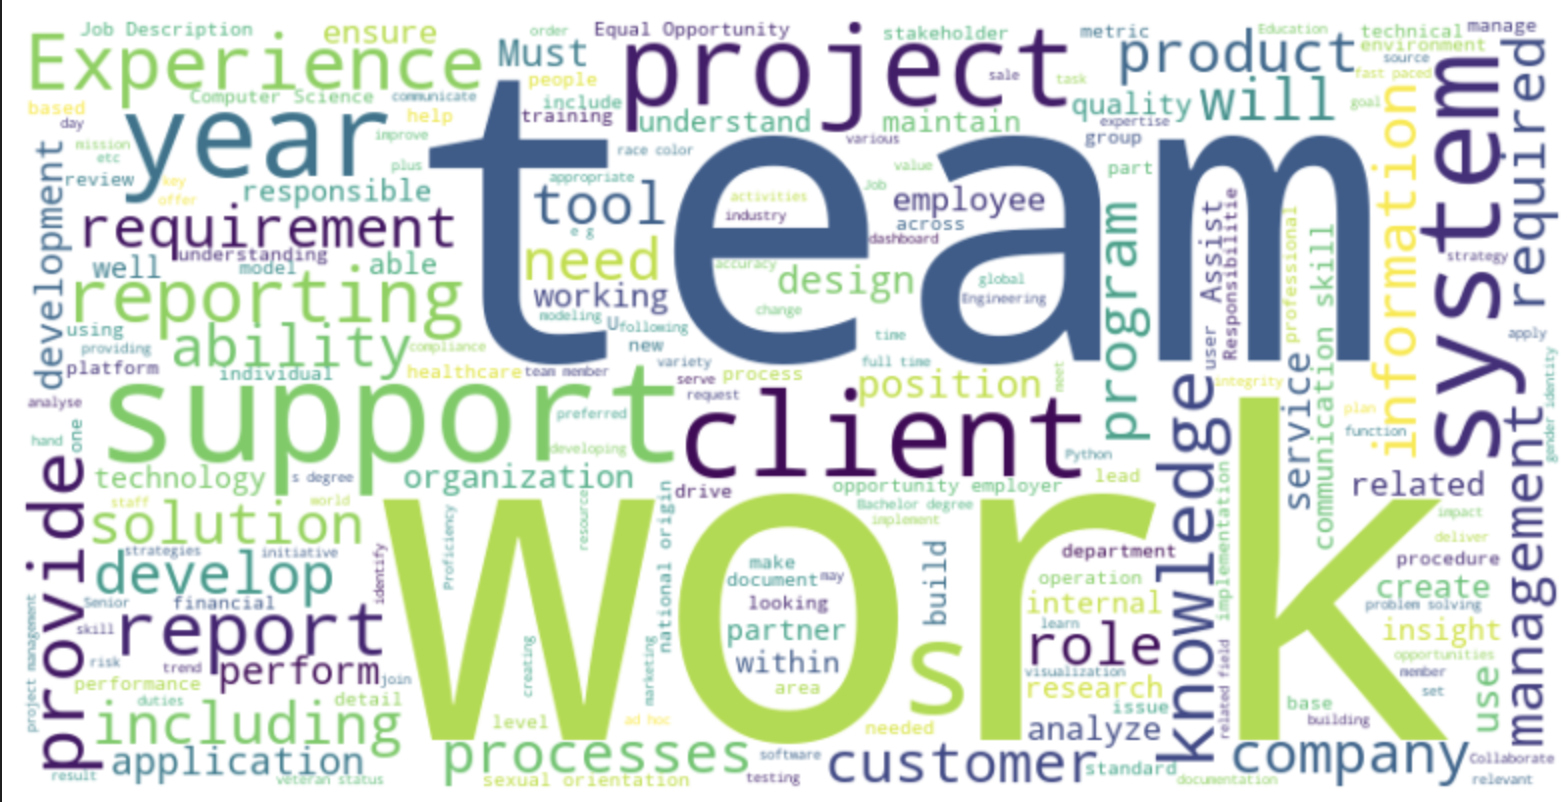 Job Description
ensure
order
Equal Opportunity
stakeholder
metric
Education
technical
manage
Experience
Must
project
product
environment
source
required
people
sale
task
fast paced
system
Computer Science
communicate
include
quality
will
goal
based
day
year
help
training
understand
maintain
expertise
information
improve
various
group
mission
etc
race color
team
development
review
key
offer
plus
responsible
appropriate
tool
value
Job
part
activities
employee
requirement
industry
across
e g
dashboard
program
user
Assist
Responsibilitie
professional
communication skill
understanding
well
model
able
need
accuracy
design
global
strategy
reporting
working
Engineering
change
modeling
U
following
using
providing
ability
new
time
apply
compliance
platform
individual
healthcare
team member
variety
full time
serve
process
position
meet
integrity
service
gender identity
analyse
support
request
client
knowledge
plan
function
preferred
hand
one
developing
Python
technology
s degree
organization
drive
opportunity employer
lead
related
management
provide
staff
world
solution
resource
national origin
Bachelor degree
implement
implementation
impact
deliver
work
strategies
initiative
identify
Proficiency
make
department
procedure
develop
document
may
build
operation
create
Senior
financial
looking
internal
problem solving
project management
skill
report
partner
learn
role
insight
risk
trend
perform
join
creating
marketing
within
s
visualization
related field
opportunities
member
performance
area
research
set
use
duties
detail
issue
base
including
level
ad hoc
needed
analyze
building
application
processes
software
customer
standard
company
Collaborate
result
veteran status
sexual orientation
testing
documentation
relevant